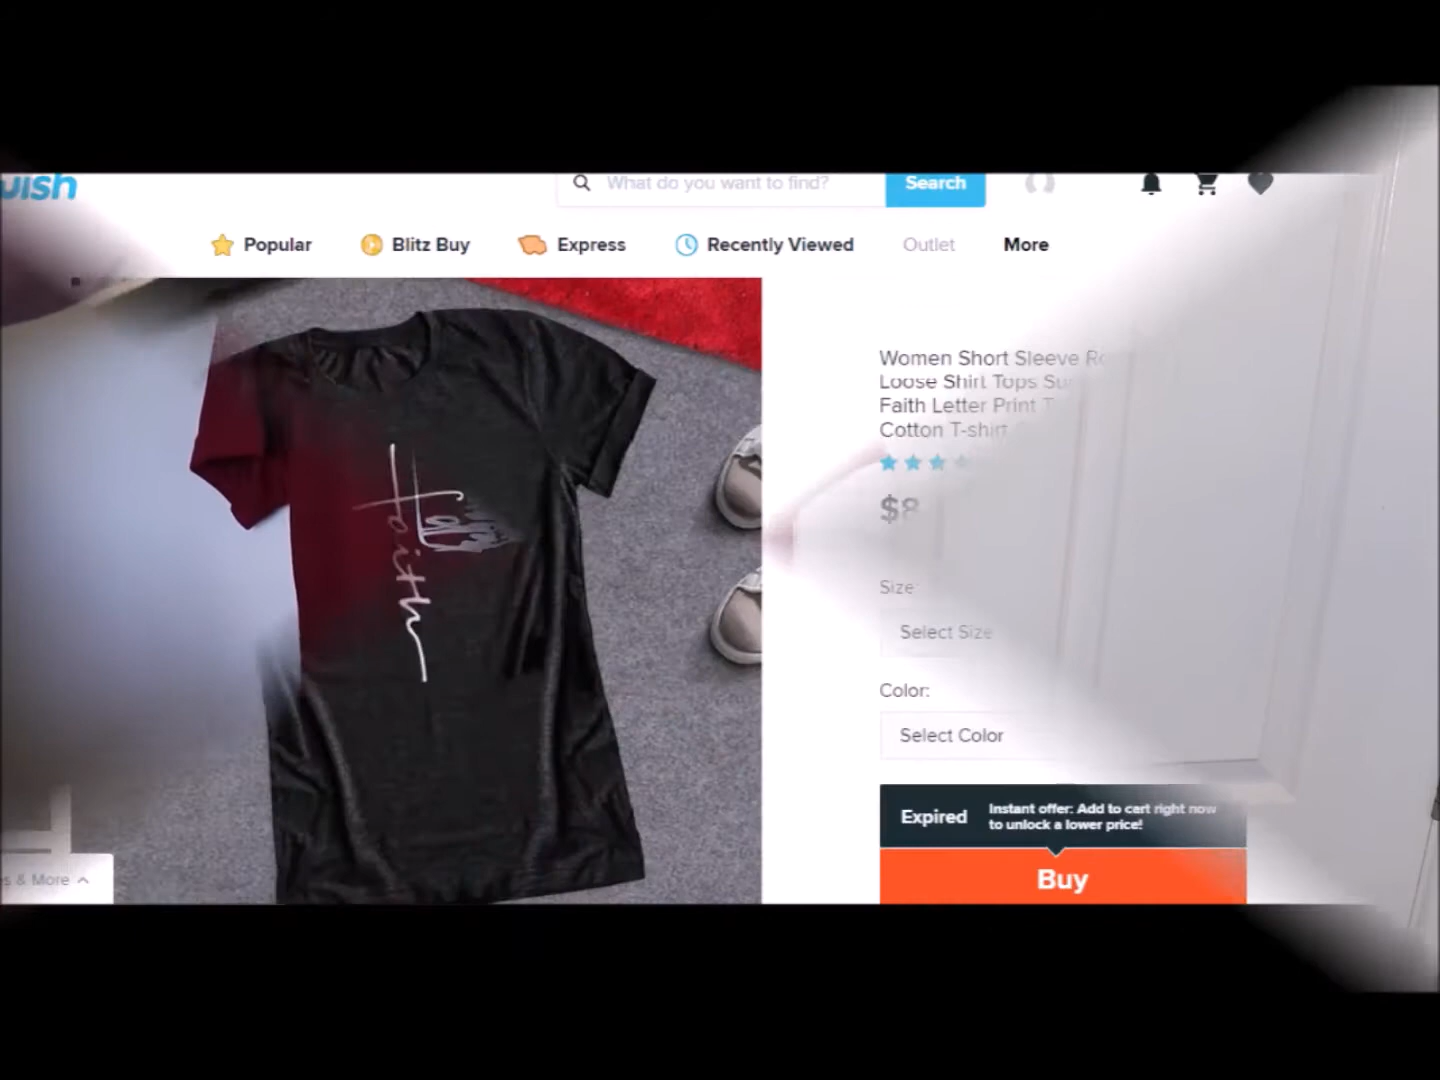 wish
What do you want to find?
Search
Popular
Blitz Buy
Express
Recently Viewed
Outlet
More
Women Short Sleeve
Loose Shirt Tops
Faith Letter Print
Cotton T-shirt
$8
Size:
Select Size
Color:
Select Color
Expired
Instant offer: Add to cart right now
to unlock a lower price!
Buy
& More
faith